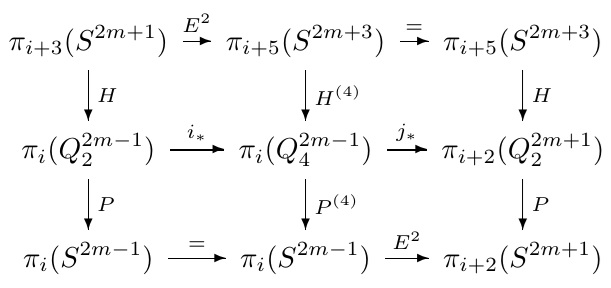 π_{i+3}(S^{2m+1}) E^2 π_{i+5}(S^{2m+3}) = π_{i+5}(S^{2m+3})
H H^{(4)} H
π_i(Q_2^{2m−1}) i_* π_i(Q_4^{2m−1}) j_* π_{i+2}(Q_2^{2m+1})
P P^{(4)} P
π_i(S^{2m−1}) = π_i(S^{2m−1}) E^2 π_{i+2}(S^{2m+1})